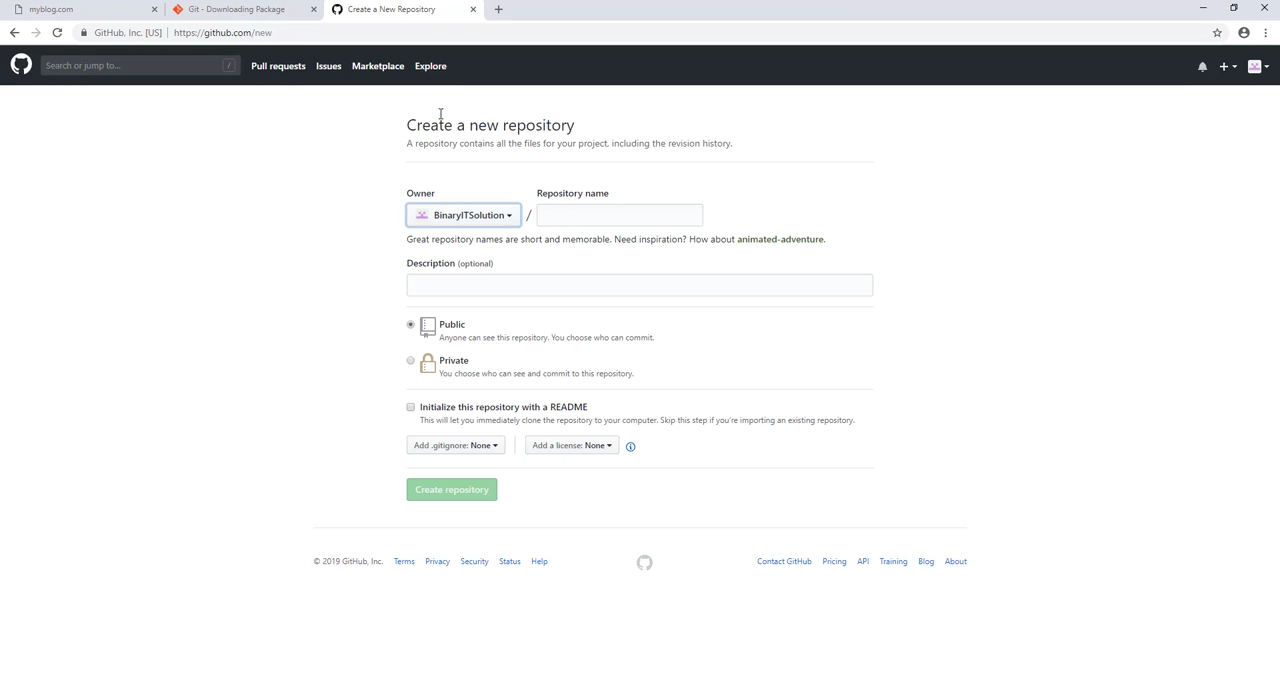 myblog.com
Git - Downloading Package
Create a New Repository
GitHub, Inc. [US] | https://github.com/new
Search or jump to... /
Pull requests Issues Marketplace Explore
Create a new repository
A repository contains all the files for your project, including the revision history.
Owner Repository name
BinaryITSolution /
Great repository names are short and memorable. Need inspiration? How about animated-adventure.
Description (optional)
Public
Anyone can see this repository. You choose who can commit.
Private
You choose who can see and commit to this repository.
Initialize this repository with a README
This will let you immediately clone the repository to your computer. Skip this step if you're importing an existing repository.
Add .gitignore: None Add a license: None
Create repository
© 2019 GitHub, Inc. Terms Privacy Security Status Help Contact GitHub Pricing API Training Blog About